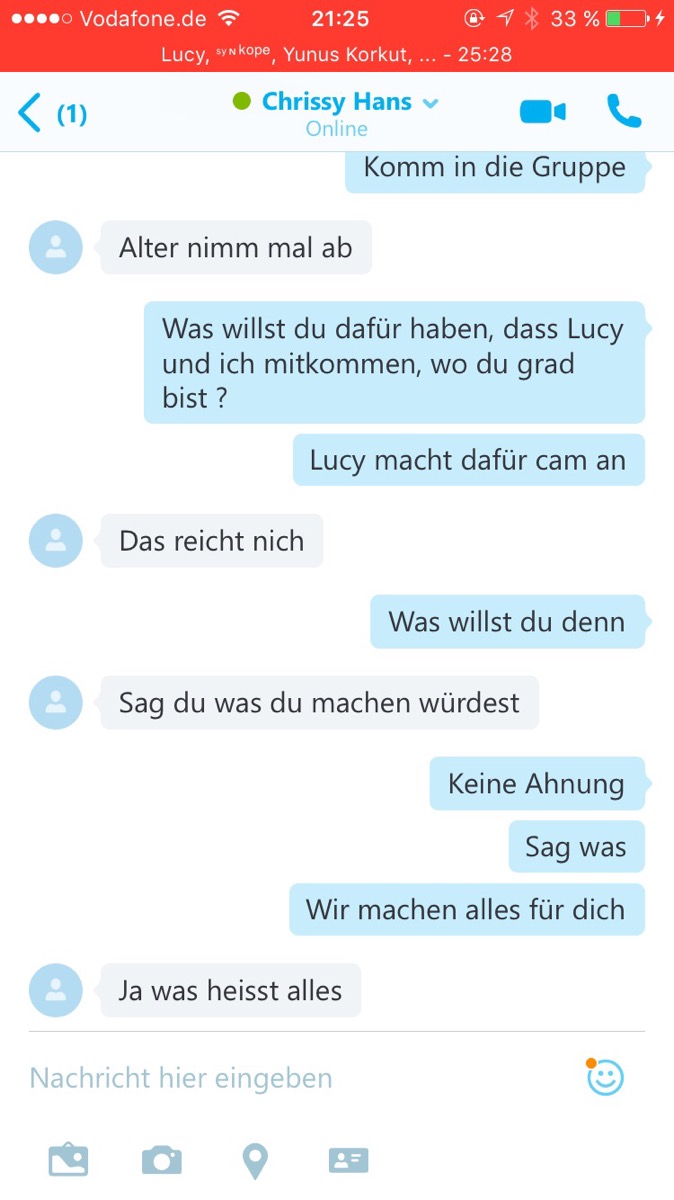 Vodafone.de 21:25 33 %
Lucy, ˢʸᶰkope, Yunus Korkut, ... - 25:28
(1) Chrissy Hans
Online
Komm in die Gruppe
Alter nimm mal ab
Was willst du dafür haben, dass Lucy
und ich mitkommen, wo du grad
bist ?
Lucy macht dafür cam an
Das reicht nich
Was willst du denn
Sag du was du machen würdest
Keine Ahnung
Sag was
Wir machen alles für dich
Ja was heisst alles
Nachricht hier eingeben